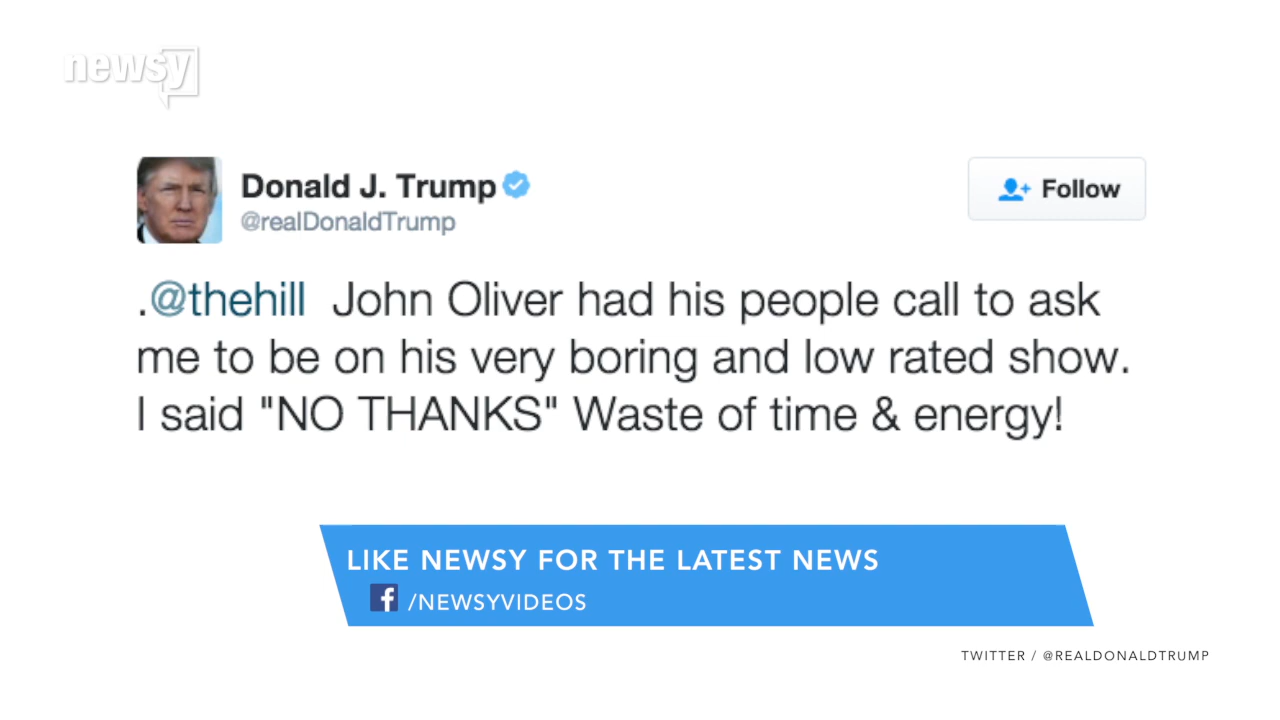 newsy
Donald J. Trump
@realDonaldTrump
Follow
.@thehill John Oliver had his people call to ask
me to be on his very boring and low rated show.
I said "NO THANKS" Waste of time & energy!
LIKE NEWSY FOR THE LATEST NEWS
f /NEWSYVIDEOS
TWITTER / @REALDONALDTRUMP